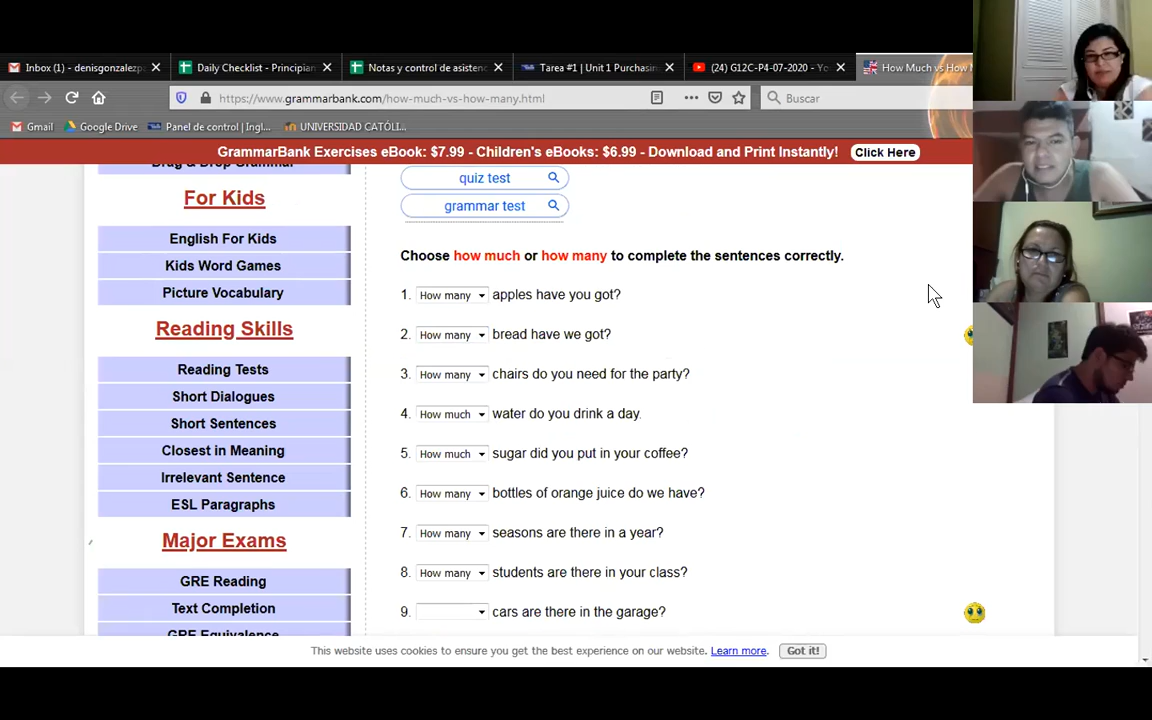 Inbox (1) - denisgonzalezpa
Daily Checklist - Principian
Notas y control de asistenc
Tarea #1 | Unit 1 Purchasin
(24) G12C-P4-07-2020 - Yo
How Much vs How M
https://www.grammarbank.com/how-much-vs-how-many.html
Buscar
Gmail
Google Drive
Panel de control | Ingl...
UNIVERSIDAD CATÓLI...
GrammarBank Exercises eBook: $7.99 - Children's eBooks: $6.99 - Download and Print Instantly!
Click Here
Drag & Drop Grammar
For Kids
English For Kids
Kids Word Games
Picture Vocabulary
Reading Skills
Reading Tests
Short Dialogues
Short Sentences
Closest in Meaning
Irrelevant Sentence
ESL Paragraphs
Major Exams
GRE Reading
Text Completion
GRE Equivalence
quiz test
grammar test
Choose how much or how many to complete the sentences correctly.
1. How many apples have you got?
2. How many bread have we got?
3. How many chairs do you need for the party?
4. How much water do you drink a day.
5. How much sugar did you put in your coffee?
6. How many bottles of orange juice do we have?
7. How many seasons are there in a year?
8. How many students are there in your class?
9. cars are there in the garage?
This website uses cookies to ensure you get the best experience on our website. Learn more.
Got it!